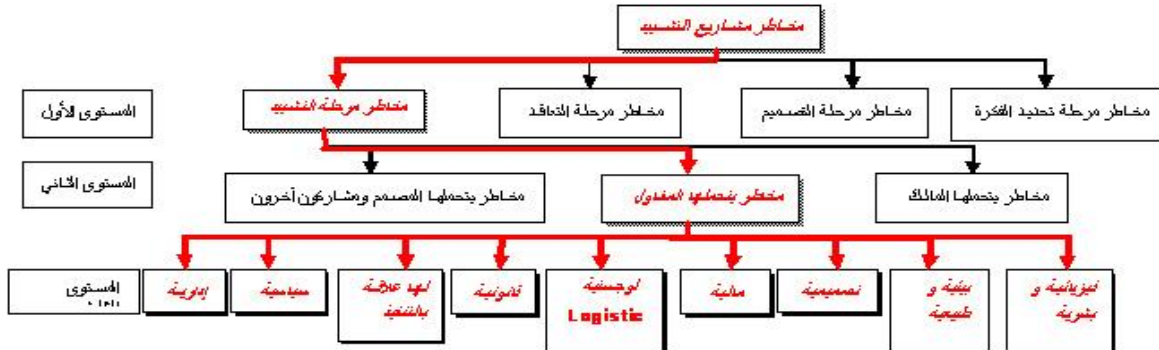 مخاطر مشاريع التشييد
مخاطر مرحلة تحديد الفكرة
مخاطر مرحلة التصميم
مخاطر مرحلة التعاقد
مخاطر مرحلة التشييد
المستوى الأول
مخاطر يتحملها المالك
مخاطر يتحملها المقاول
مخاطر يتحملها المصمم ومشاركون آخرون
المستوى الثاني
فيزيائية و
بشرية
بيئية و
طبيعية
تصميمية
مالية
لوجستية
Logistic
قانونية
لها علاقة
بالتنفيذ
سياسية
إدارية
المستوى